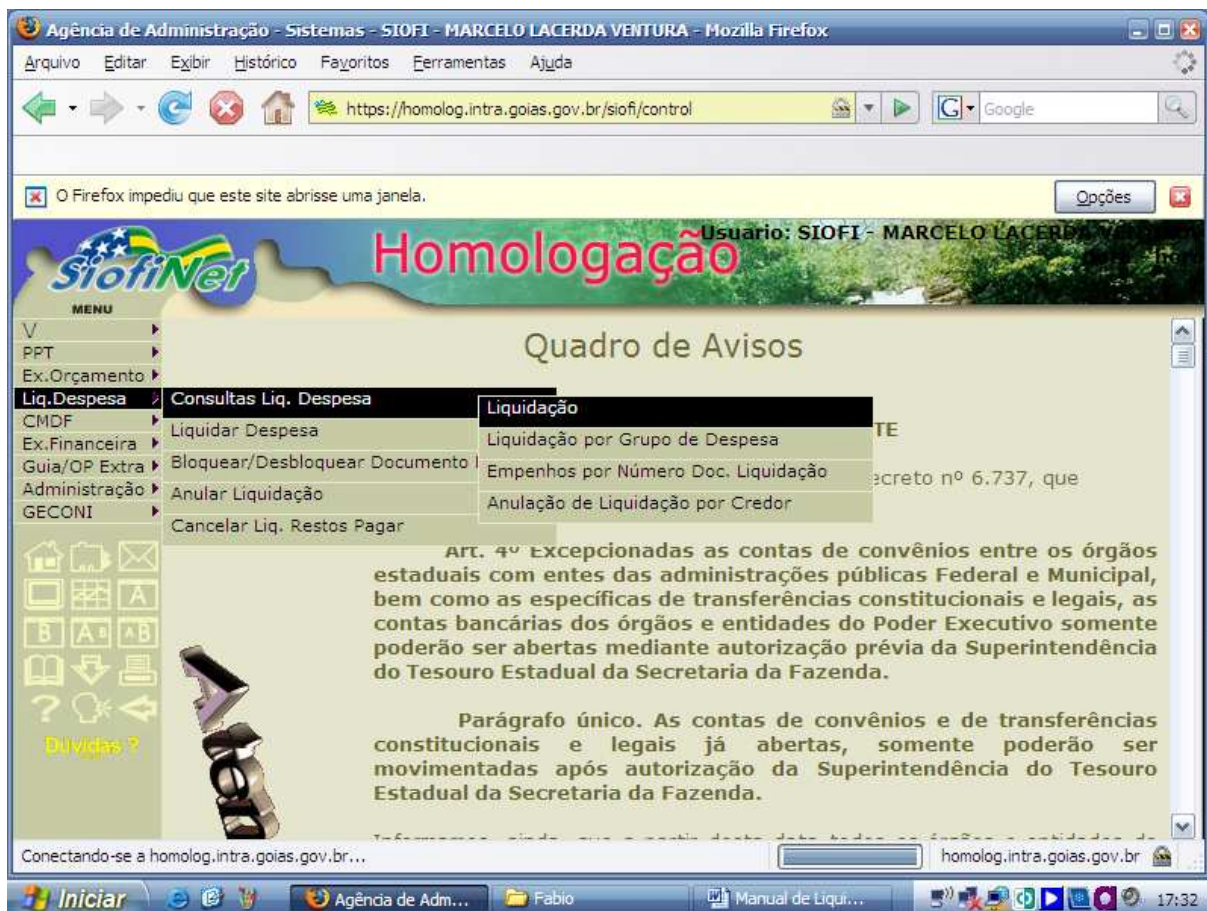 Agência de Administração - Sistemas - SIOFI - MARCELO LACERDA VENTURA - Mozilla Firefox
Arquivo Editar Exibir Histórico Favoritos Ferramentas Ajuda
https://homolog.intra.goias.gov.br/siofi/control
G Google
O Firefox impediu que este site abrisse uma janela.
Opções
SiofiNet
Homologação
Usuario: SIOFI - MARCELO LACERDA
MENU
V
PPT
Ex.Orçamento
Liq.Despesa
CMDF
Ex.Financeira
Guia/OP Extra
Administração
GECONI
Consultas Liq. Despesa
Liquidar Despesa
Bloquear/Desbloquear Documento
Anular Liquidação
Cancelar Liq. Restos Pagar
Liquidação
Liquidação por Grupo de Despesa
Empenhos por Número Doc. Liquidação
Anulação de Liquidação por Credor
A
B A B A B
?
Dúvidas ?
Quadro de Avisos
TE
ecreto nº 6.737, que
Art. 4º Excepcionadas as contas de convênios entre os órgãos
estaduais com entes das administrações públicas Federal e Municipal,
bem como as específicas de transferências constitucionais e legais, as
contas bancárias dos órgãos e entidades do Poder Executivo somente
poderão ser abertas mediante autorização prévia da Superintendência
do Tesouro Estadual da Secretaria da Fazenda.
Parágrafo único. As contas de convênios e de transferências
constitucionais e legais já abertas, somente poderão ser
movimentadas após autorização da Superintendência do Tesouro
Estadual da Secretaria da Fazenda.
Conectando-se a homolog.intra.goias.gov.br...
homolog.intra.goias.gov.br
Iniciar
Agência de Adm...
Fabio
Manual de Liqui...
17:32